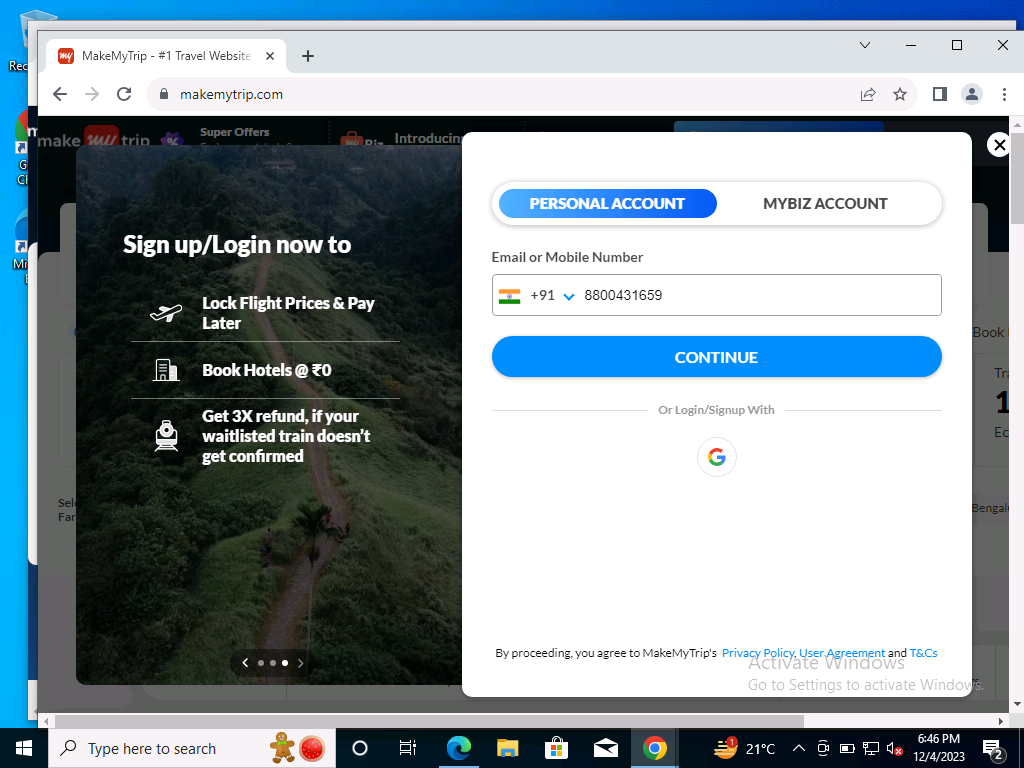 MakeMyTrip - #1 Travel Website
makemytrip.com
make my trip
Super Offers
Introducing
PERSONAL ACCOUNT
MYBIZ ACCOUNT
Sign up/Login now to
Lock Flight Prices & Pay
Later
Book Hotels @ ₹0
Get 3X refund, if your
waitlisted train doesn't
get confirmed
Email or Mobile Number
+91 8800431659
CONTINUE
Or Login/Signup With
By proceeding, you agree to MakeMyTrip's Privacy Policy, User Agreement and T&Cs
Book
1
Activate Windows
Go to Settings to activate Windows.
Type here to search
21°C
6:46 PM
12/4/2023
2